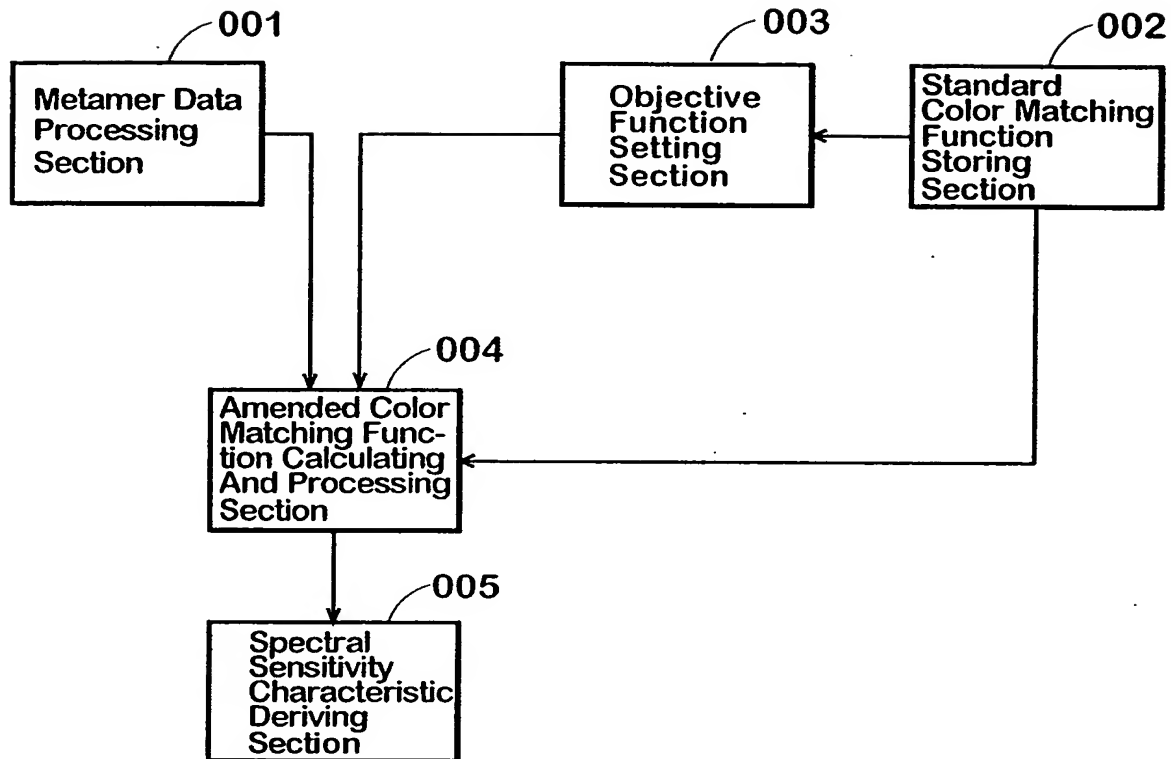 001
Metamer Data
Processing
Section
003
Objective
Function
Setting
Section
002
Standard
Color Matching
Function
Storing
Section
004
Amended Color
Matching Func-
tion Calculating
And Processing
Section
005
Spectral
Sensitivity
Characteristic
Deriving
Section